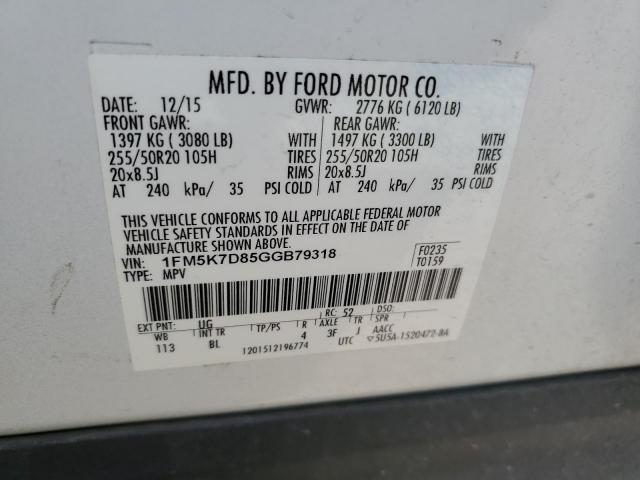 MFD. BY FORD MOTOR CO.
DATE: 12/15 GVWR: 2776 KG ( 6120 LB)
FRONT GAWR: REAR GAWR:
1397 KG ( 3080 LB) WITH 1497 KG ( 3300 LB) WITH
255/50R20 105H TIRES 255/50R20 105H TIRES
20x8.5J RIMS 20x8.5J RIMS
AT 240 kPa/ 35 PSI COLD AT 240 kPa/ 35 PSI COLD
THIS VEHICLE CONFORMS TO ALL APPLICABLE FEDERAL MOTOR
VEHICLE SAFETY STANDARDS IN EFFECT ON THE DATE OF
MANUFACTURE SHOWN ABOVE.
VIN: 1FM5K7D85GGB79318 F0235
TYPE: MPV T0159
EXT PNT: UG RC: 52 DSO:
WB INT TR TP/PS R AXLE TR SPR
113 BL 4 3F J AACC
1201512196774 UTC ▽5U5A-1520472-BA